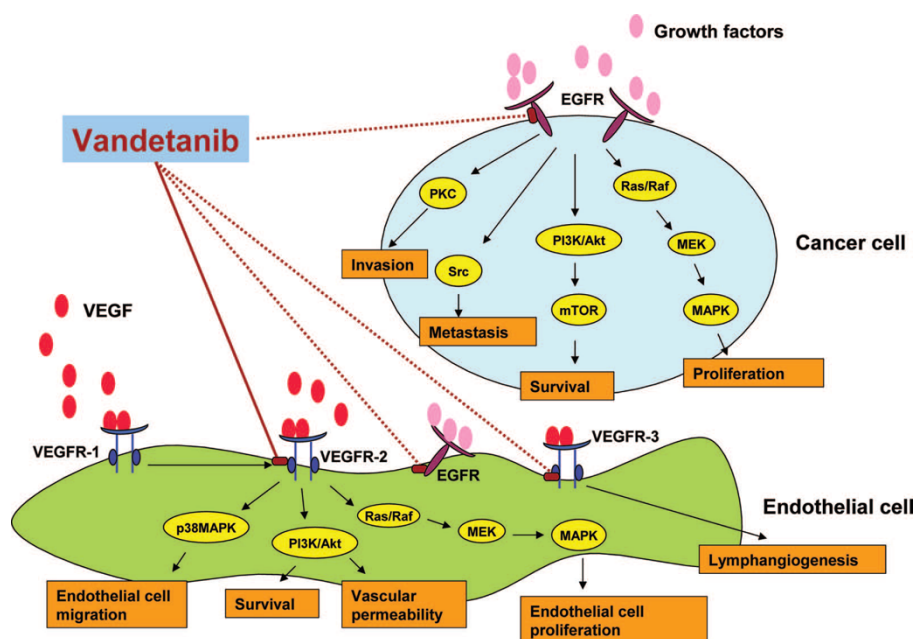 Growth factors
EGFR
Vandetanib
PKC
Ras/Raf
PI3K/Akt
MEK
Cancer cell
Invasion
Src
VEGF
mTOR
MAPK
Metastasis
Proliferation
Survival
VEGFR-1
VEGFR-2
EGFR
VEGFR-3
Endothelial cell
p38MAPK
Ras/Raf
MEK
MAPK
PI3K/Akt
Lymphangiogenesis
Endothelial cell
migration
Survival
Vascular
permeability
Endothelial cell
proliferation